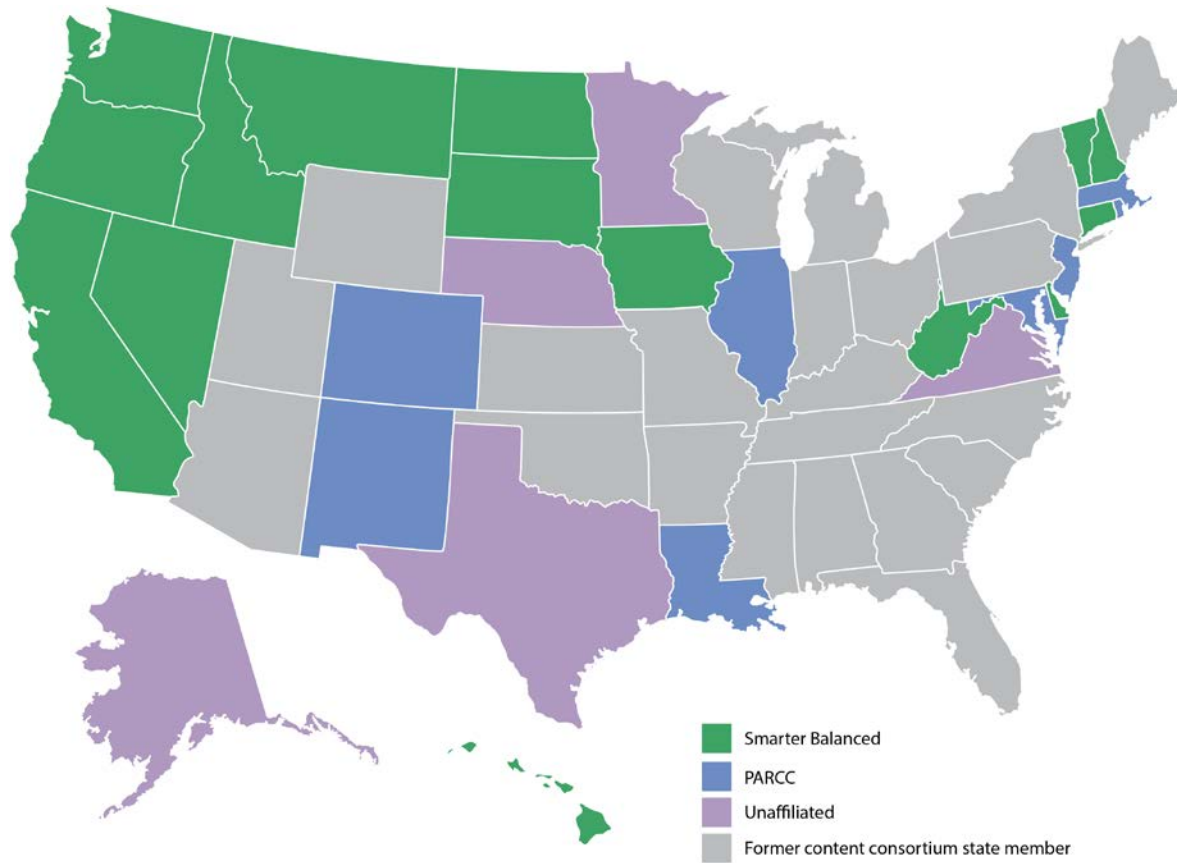 Smarter Balanced
PARCC
Unaffiliated
Former content consortium state member